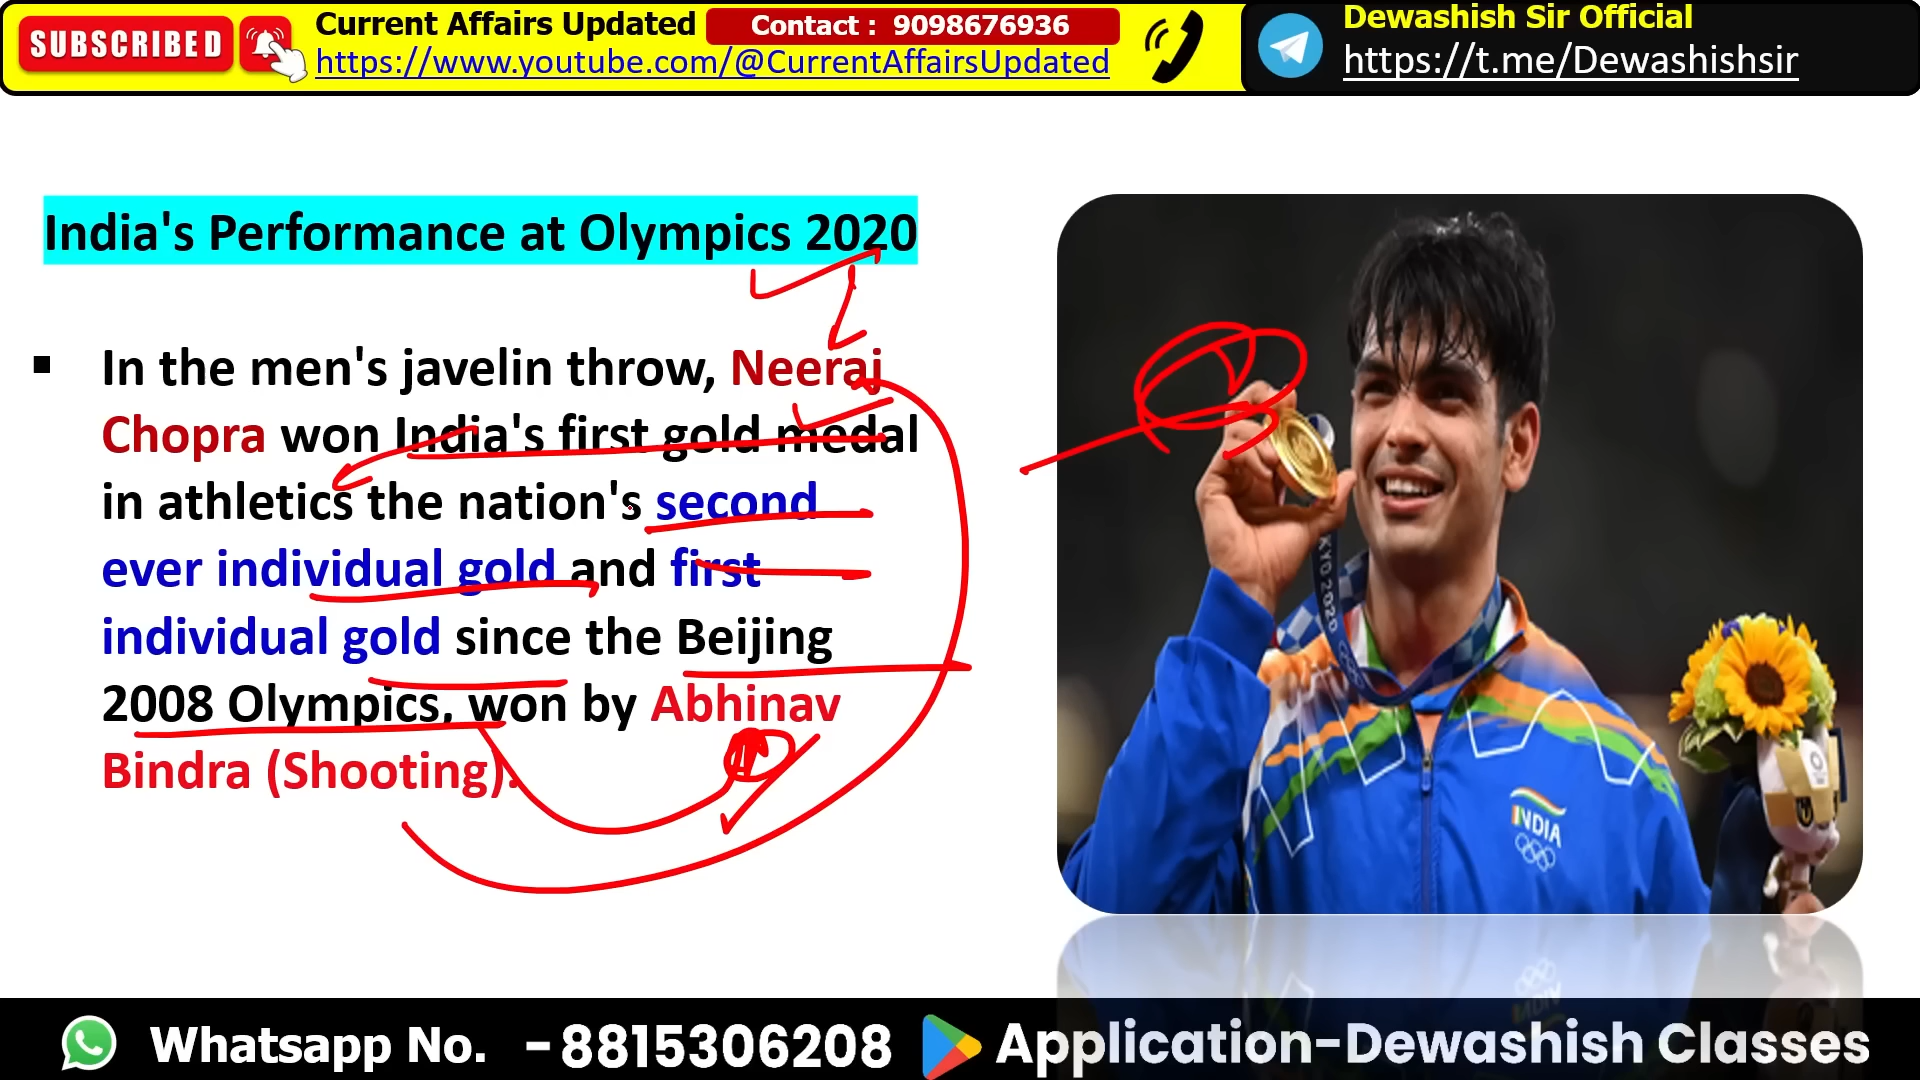 SUBSCRIBED
Current Affairs Updated
Contact : 9098676936
https://www.youtube.com/@CurrentAffairsUpdated
Dewashish Sir Official
https://t.me/Dewashishsir
India's Performance at Olympics 2020
▪ In the men's javelin throw, Neeraj
Chopra won India's first gold medal
in athletics the nation's second
ever individual gold and first
individual gold since the Beijing
2008 Olympics, won by Abhinav
Bindra (Shooting).
TOKYO 2020
INDIA
Whatsapp No. -8815306208
Application-Dewashish Classes